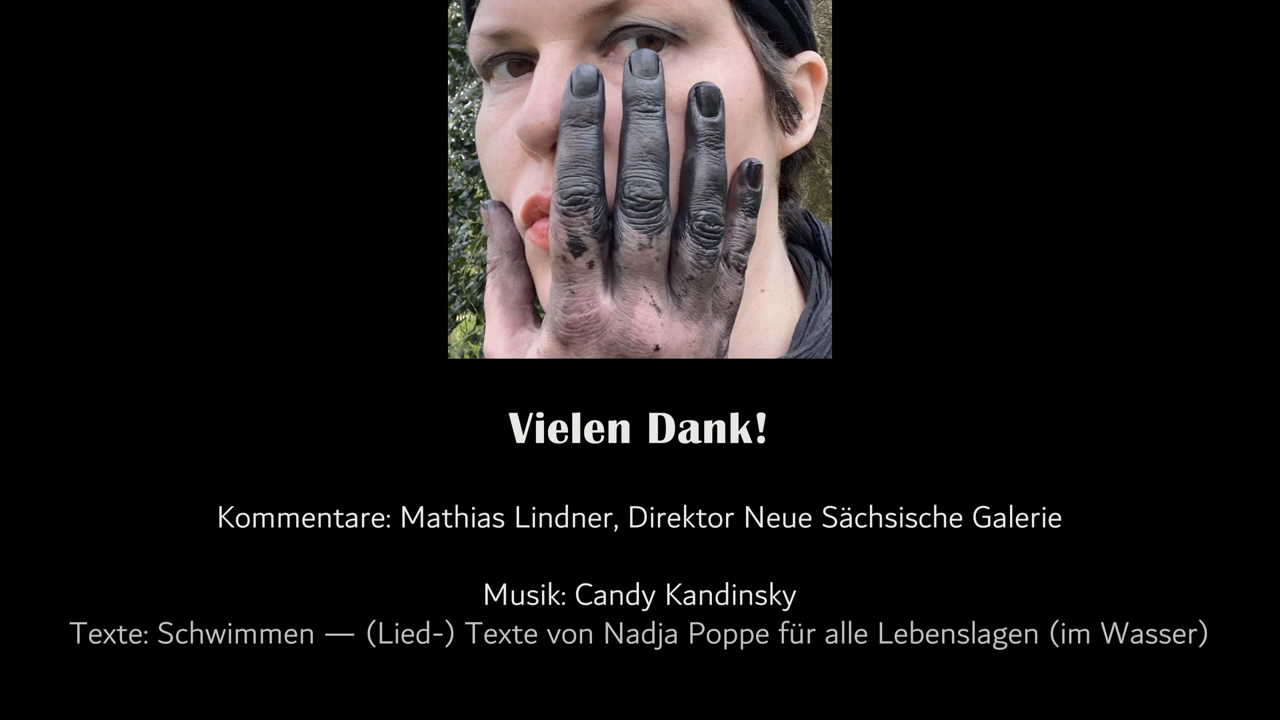 Vielen Dank!
Kommentare: Mathias Lindner, Direktor Neue Sächsische Galerie
Musik: Candy Kandinsky
Texte: Schwimmen — (Lied-) Texte von Nadja Poppe für alle Lebenslagen (im Wasser)